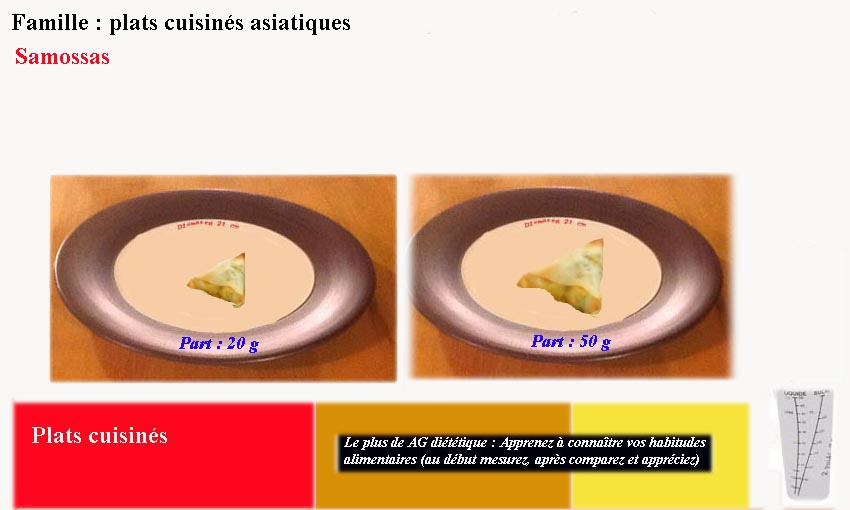 Famille : plats cuisinés asiatiques
Samossas
Diamètre 21 cm
Diamètre 21 cm
Part : 20 g
Part : 50 g
Plats cuisinés
Le plus de AG diététique : Apprenez à connaître vos habitudes
alimentaires (au début mesurez, après comparez et appréciez)
LIQUIDE